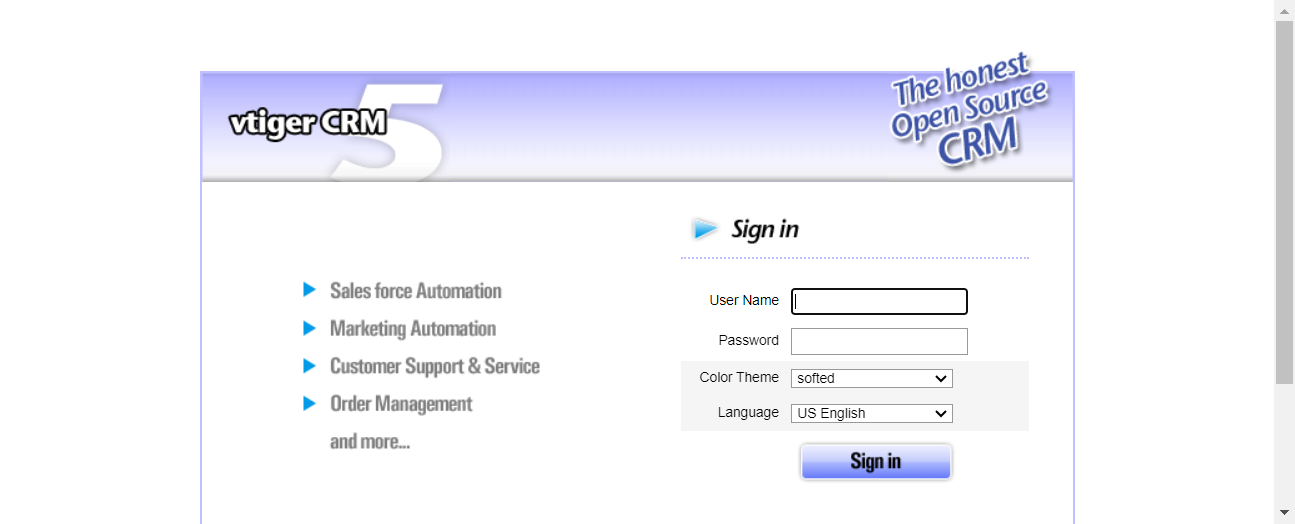 vtiger CRM 5
The honest
Open Source
CRM
Sign in
Sales force Automation
Marketing Automation
Customer Support & Service
Order Management
and more...
User Name
Password
Color Theme softed
Language US English
Sign in